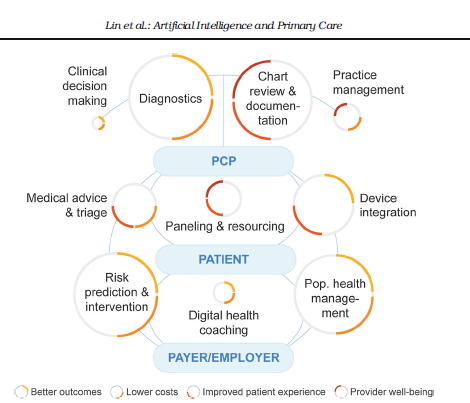 Lin et al.: Artificial Intelligence and Primary Care
Clinical
decision
making
Diagnostics
Chart
review &
documen-
tation
Practice
management
PCP
Medical advice
& triage
Paneling & resourcing
Device
integration
PATIENT
Risk
prediction &
intervention
Digital health
coaching
Pop. health
manage-
ment
PAYER/EMPLOYER
Better outcomes
Lower costs
Improved patient experience
Provider well-being